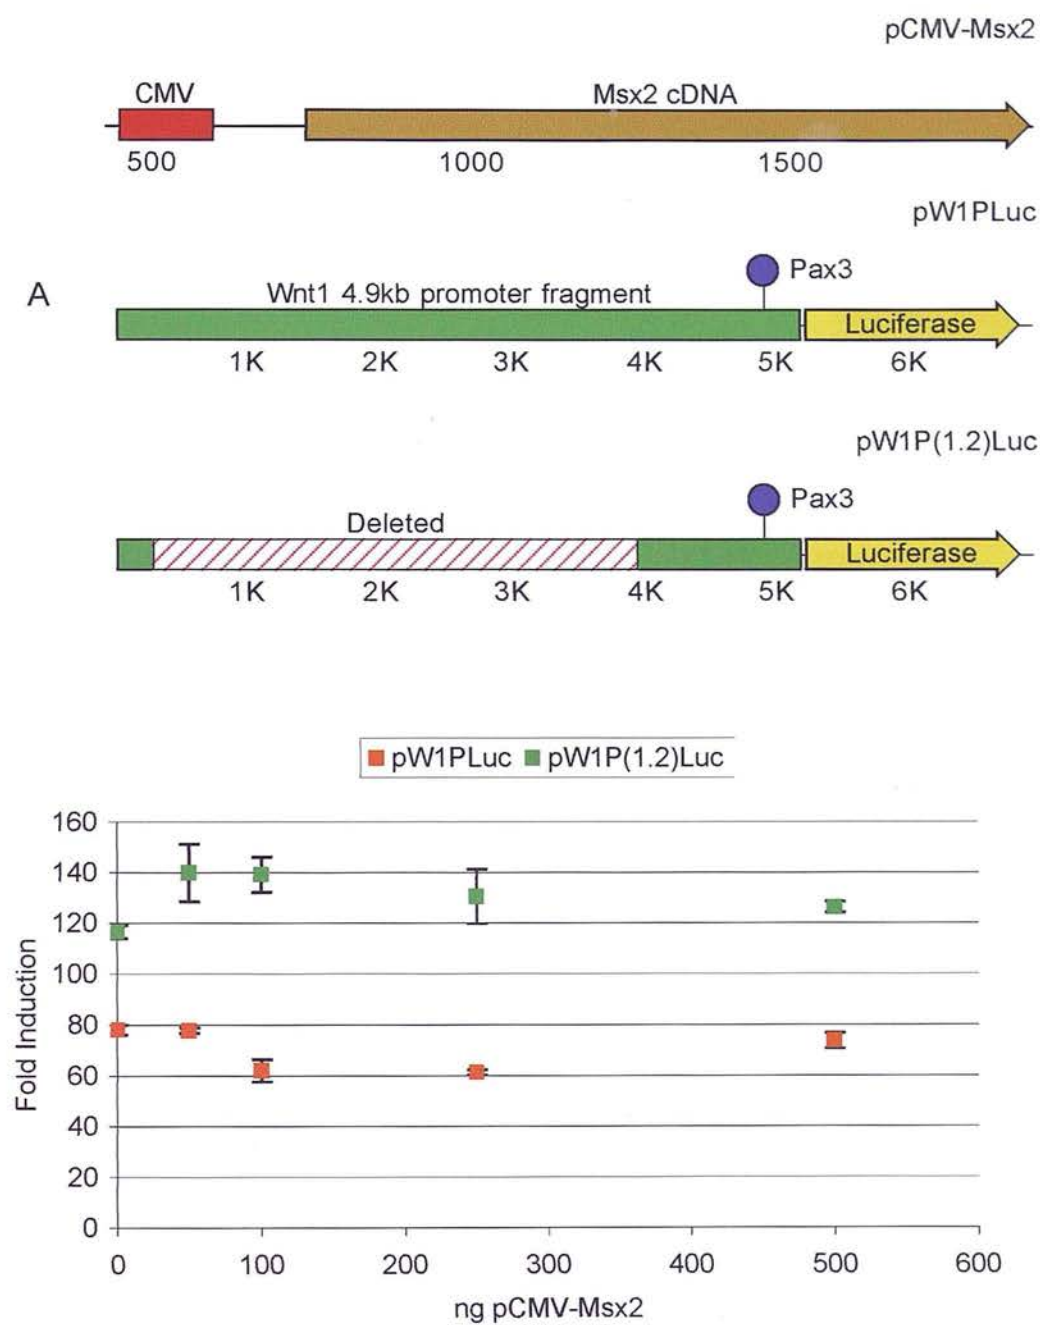 pCMV-Msx2
CMV
Msx2 cDNA
500 1000 1500
pW1PLuc
A
Pax3
Wnt1 4.9kb promoter fragment
Luciferase
1K 2K 3K 4K 5K 6K
pW1P(1.2)Luc
Pax3
Deleted
Luciferase
1K 2K 3K 4K 5K 6K
pW1PLuc pW1P(1.2)Luc
160
140
120
100
80
60
40
20
0
Fold Induction
0 100 200 300 400 500 600
ng pCMV-Msx2